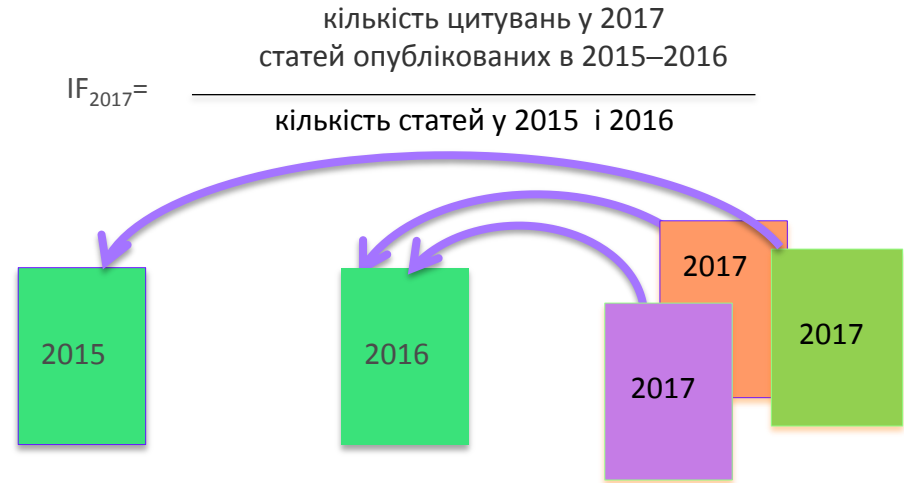 кількість цитувань у 2017
статей опублікованих в 2015–2016
IF2017=
кількість статей у 2015 і 2016
2017
2017
2015
2016
2017